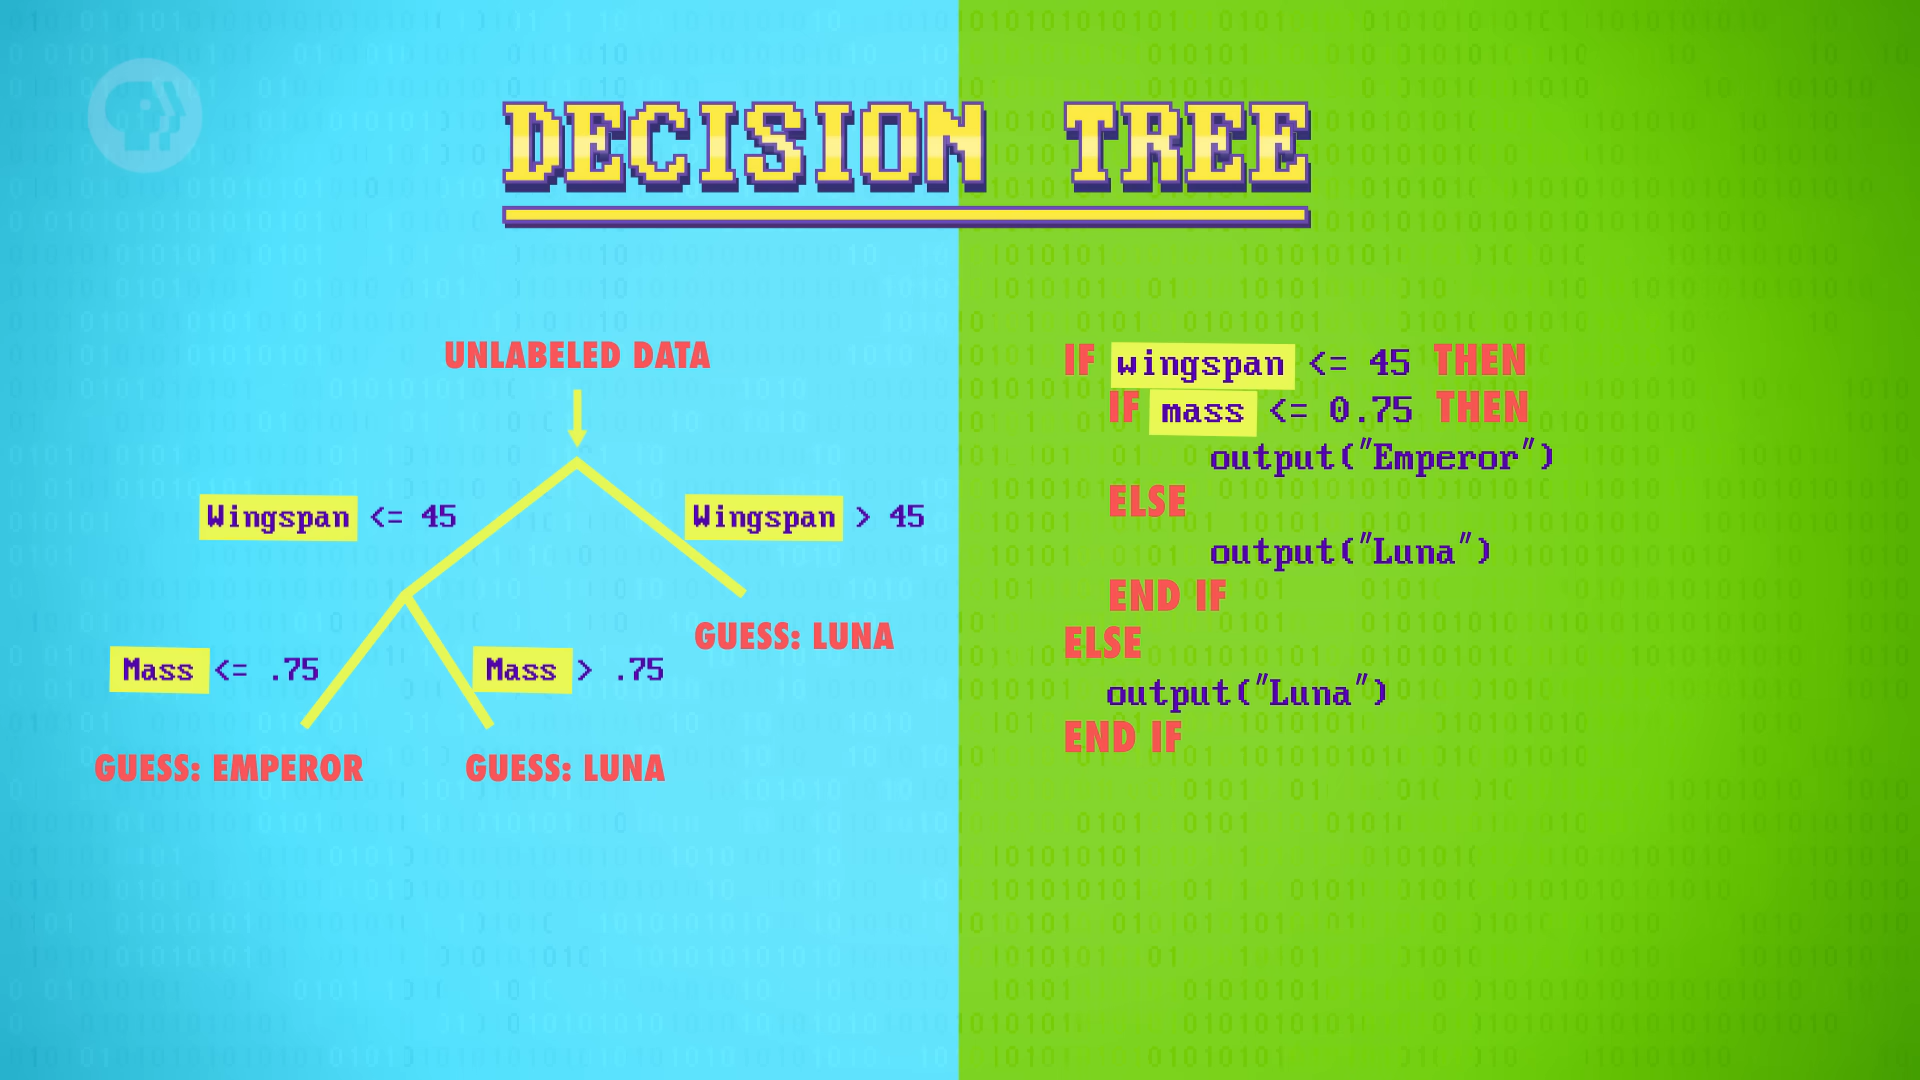 DECISION TREE
UNLABELED DATA
Wingspan <= 45
Wingspan > 45
GUESS: LUNA
Mass <= .75
Mass > .75
GUESS: EMPEROR
GUESS: LUNA
IF wingspan <= 45 THEN
IF mass <= 0.75 THEN
output("Emperor")
ELSE
output("Luna")
END IF
ELSE
output("Luna")
END IF